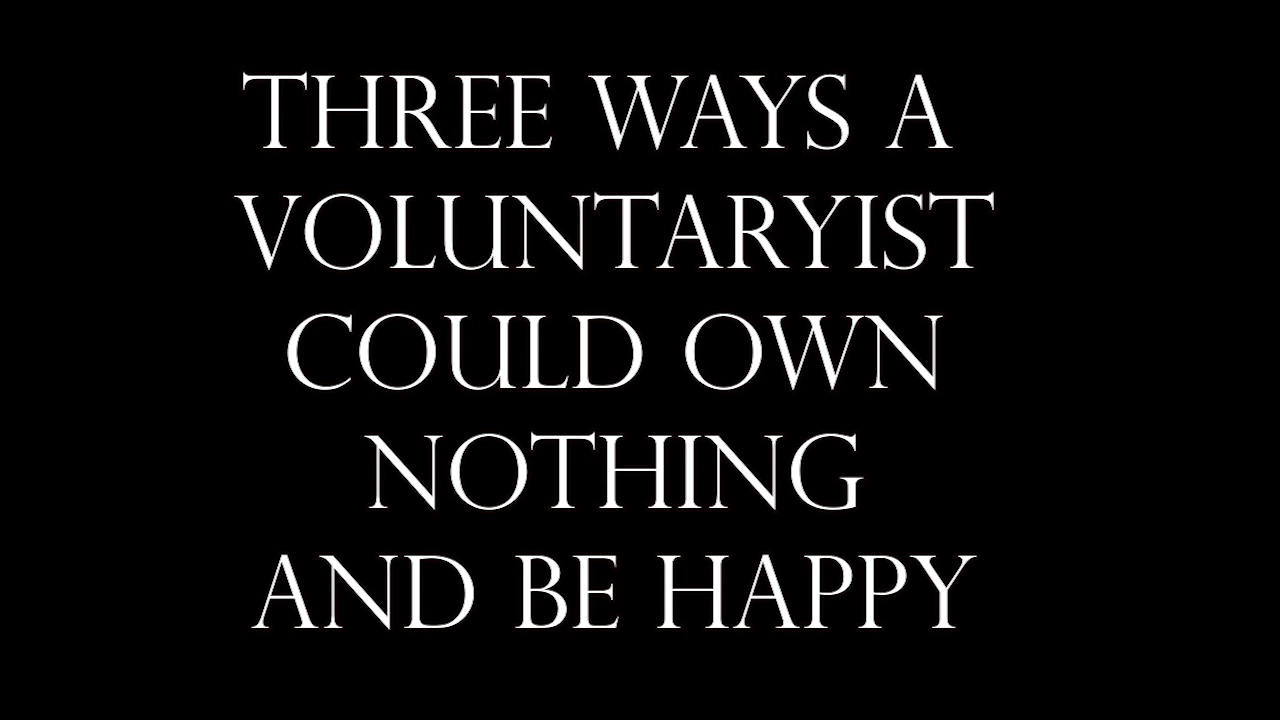 THREE WAYS A
VOLUNTARYIST
COULD OWN
NOTHING
AND BE HAPPY